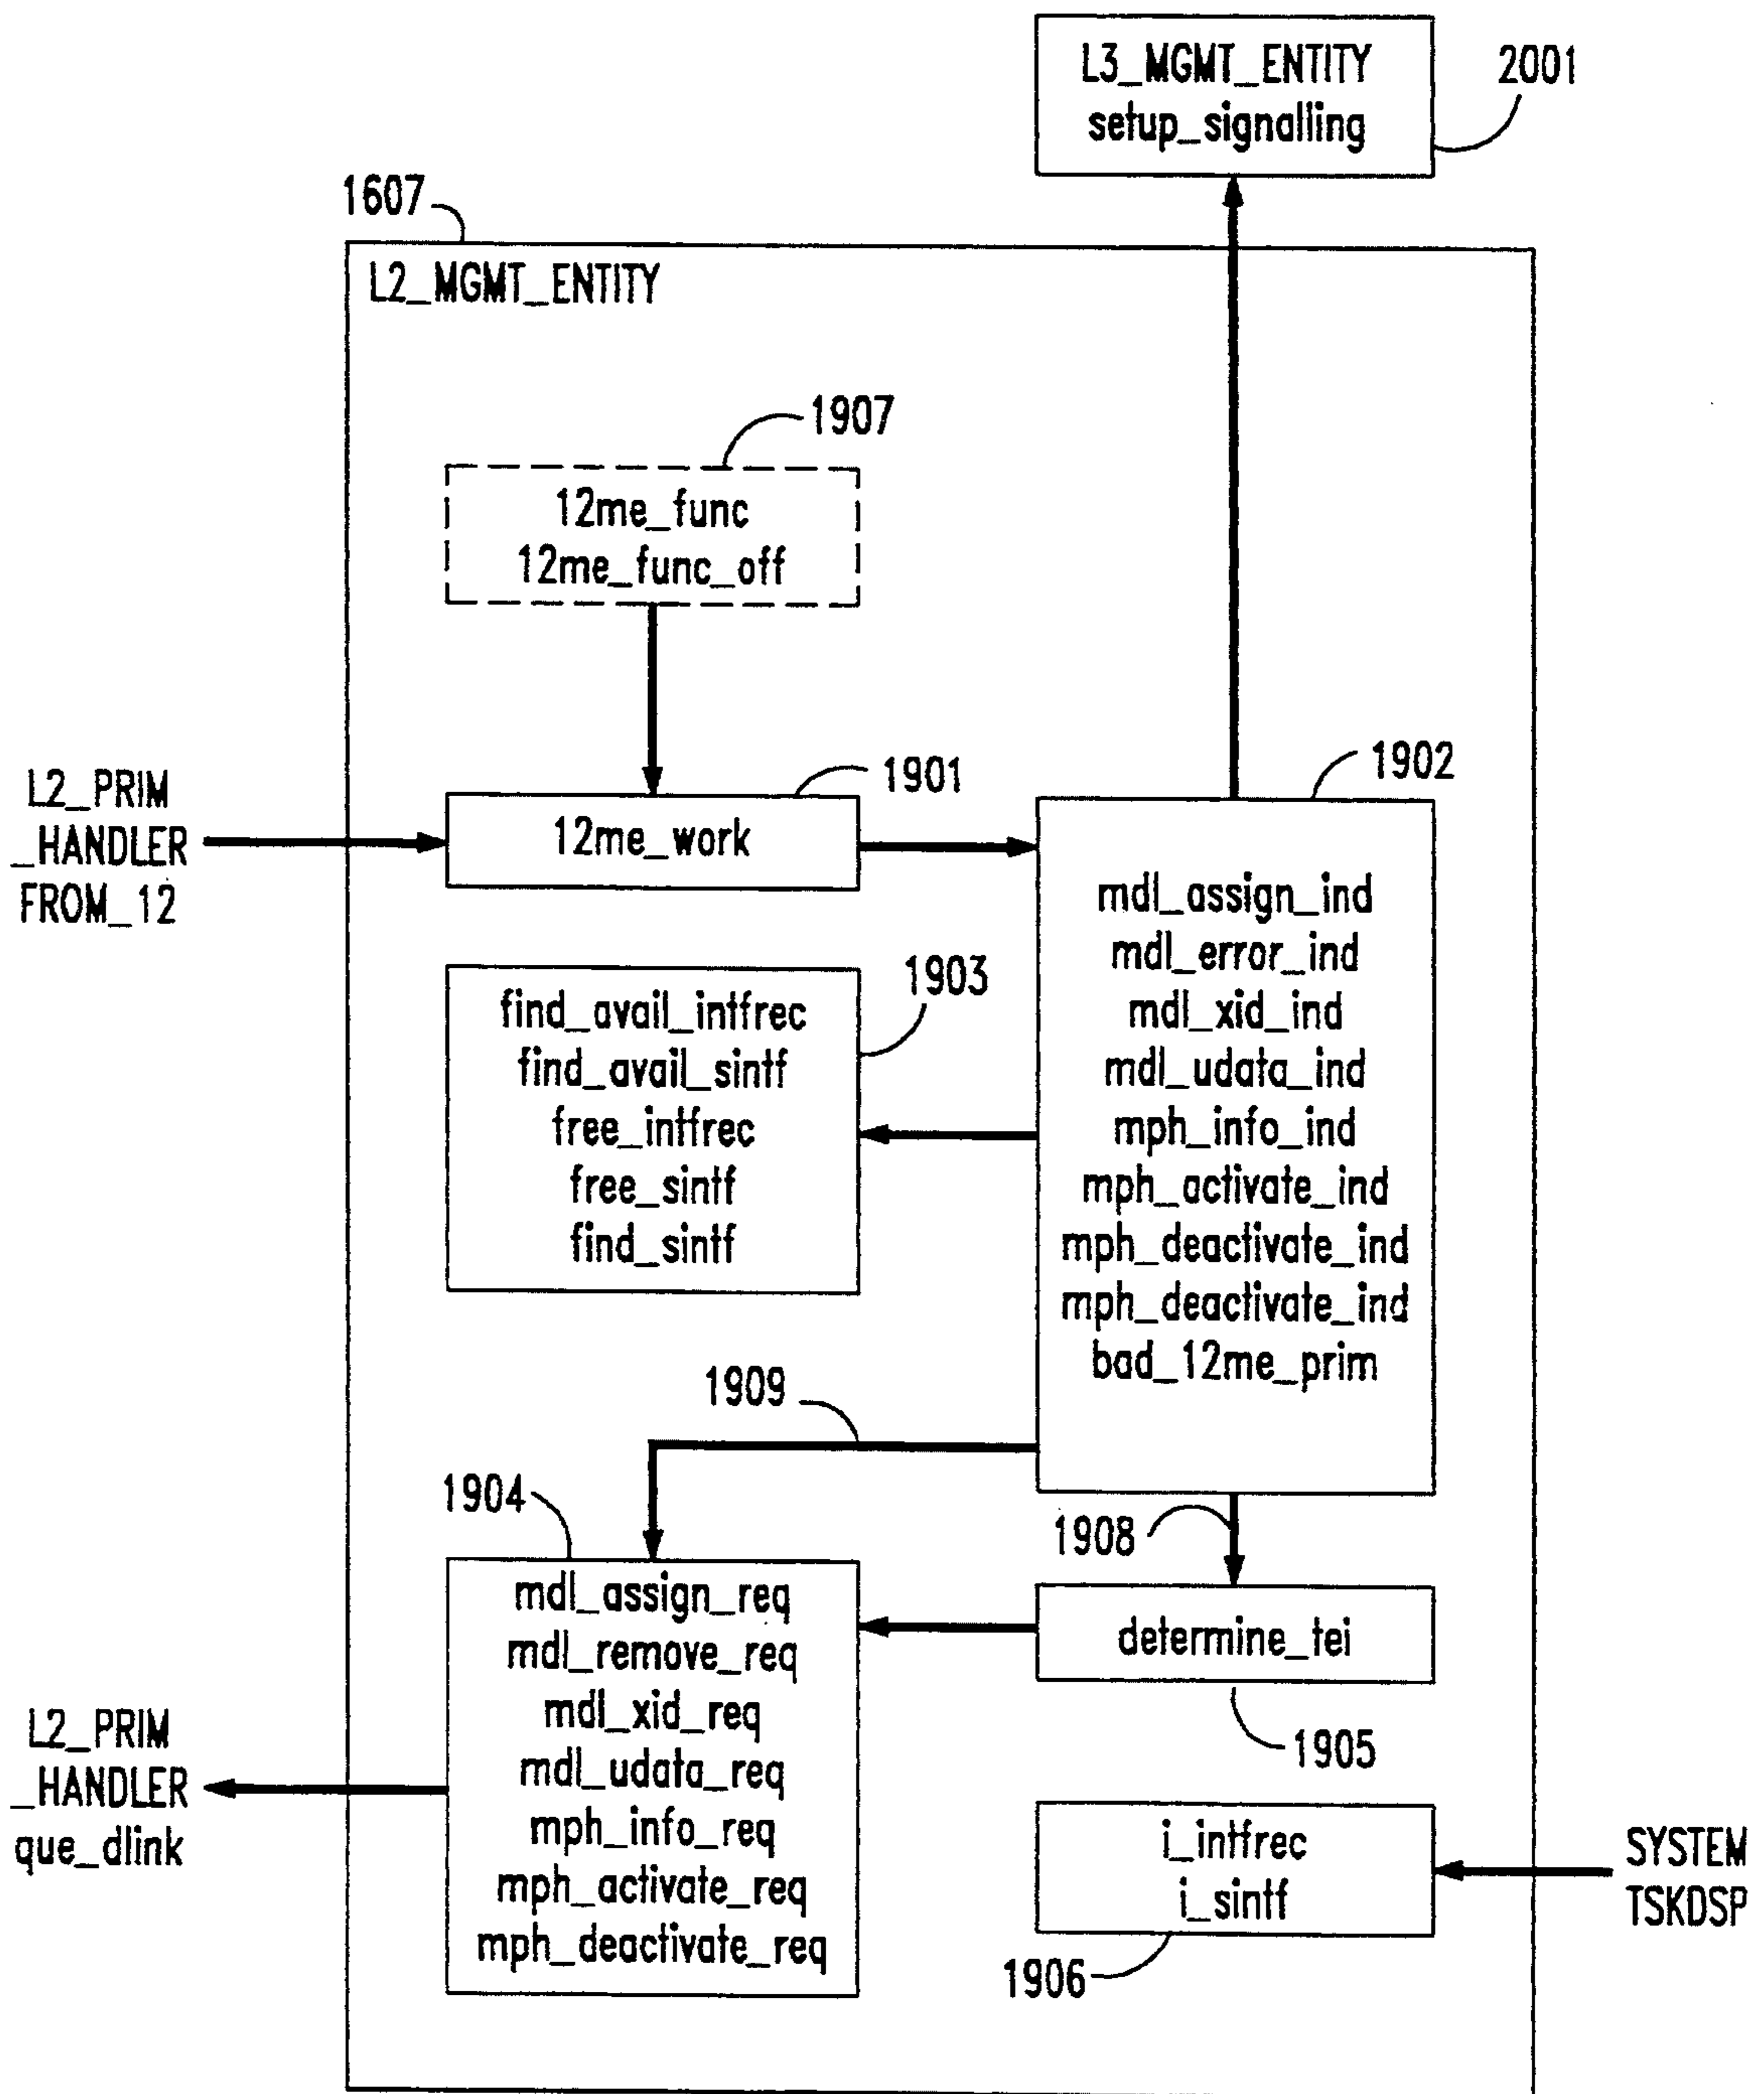 L3_MGMT_ENTITY
setup_signalling
2001
1607
L2_MGMT_ENTITY
1907
12me_func
12me_func_off
L2_PRIM
_HANDLER
FROM_12
1901
12me_work
1902
mdl_assign_ind
mdl_error_ind
mdl_xid_ind
mdl_udata_ind
mph_info_ind
mph_activate_ind
mph_deactivate_ind
mph_deactivate_ind
bad_12me_prim
1903
find_avail_intfrec
find_avail_sintf
free_intfrec
free_sintf
find_sintf
1909
1904
1908
mdl_assign_req
mdl_remove_req
mdl_xid_req
mdl_udata_req
mph_info_req
mph_activate_req
mph_deactivate_req
determine_tei
1905
L2_PRIM
_HANDLER
que_dlink
i_intfrec
i_sintf
1906
SYSTEM
TSKDSP